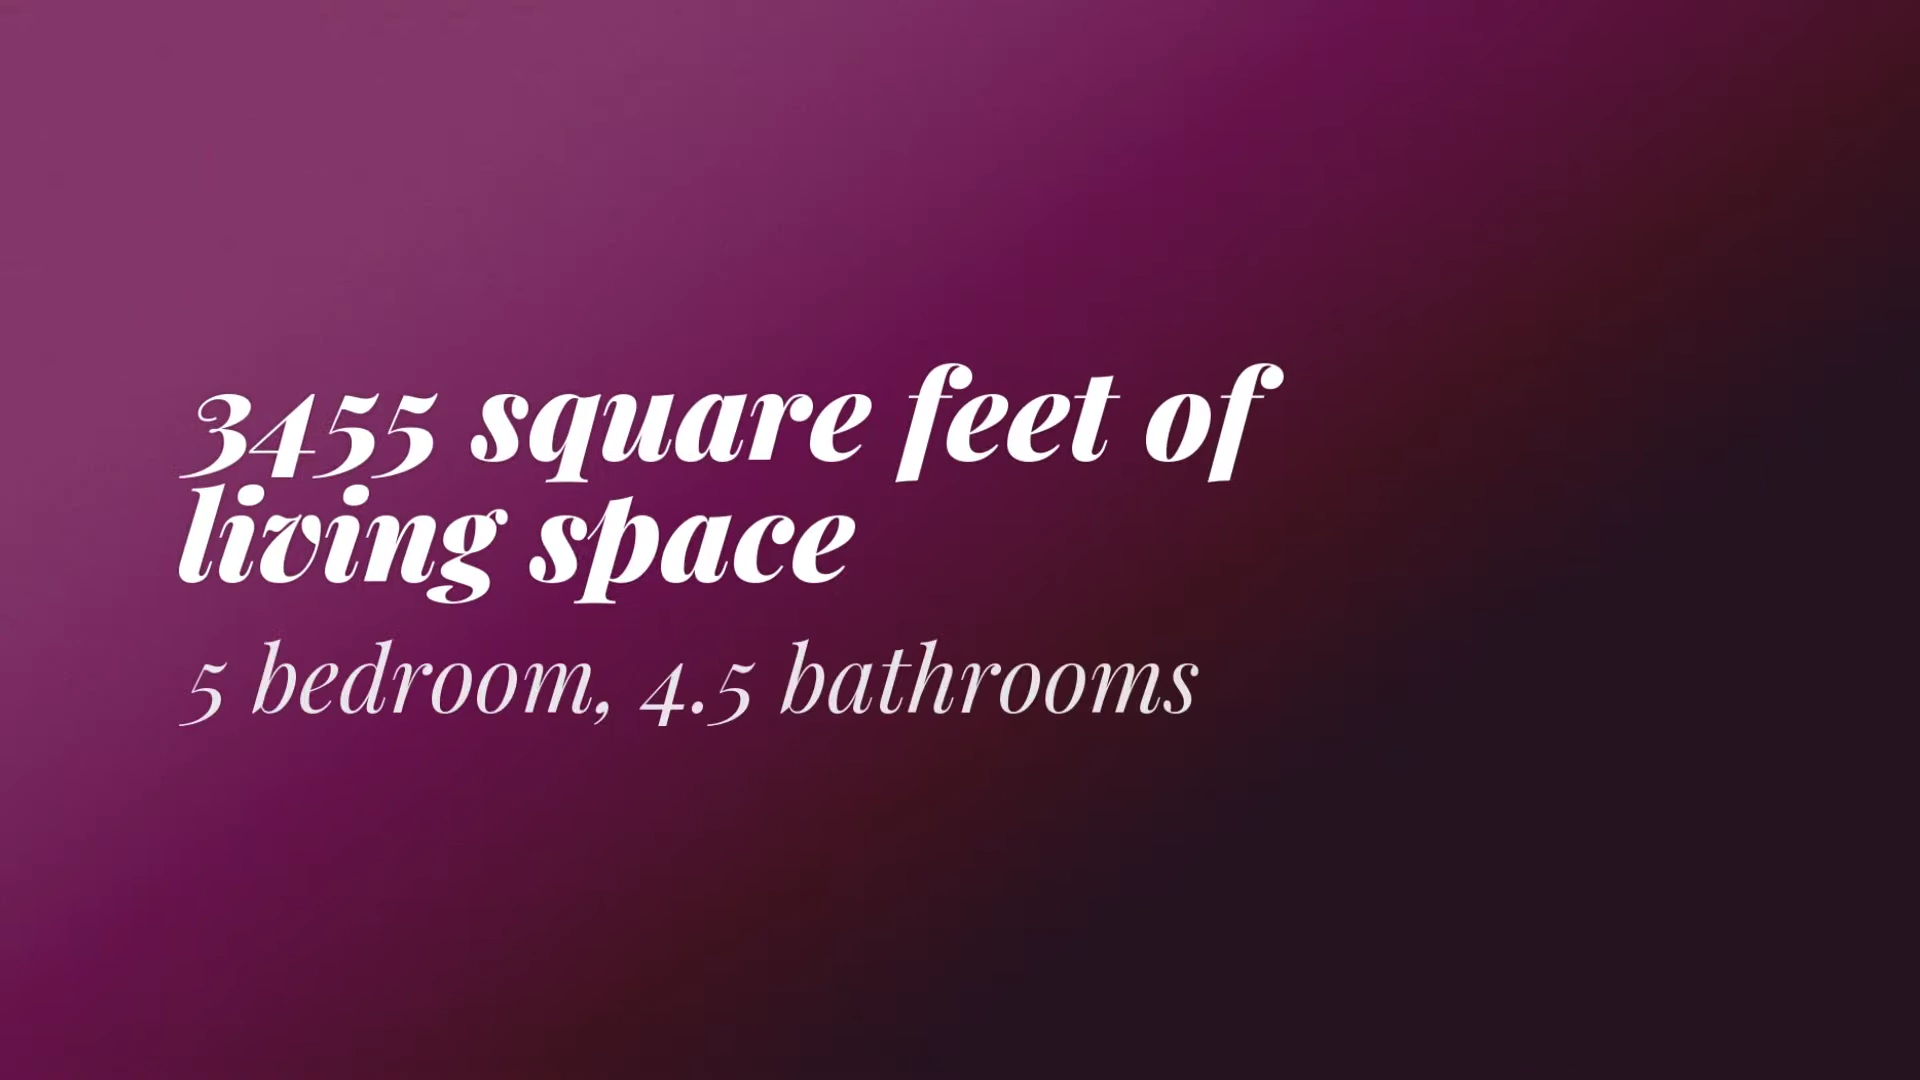 3455 square feet of
living space
5 bedroom, 4.5 bathrooms